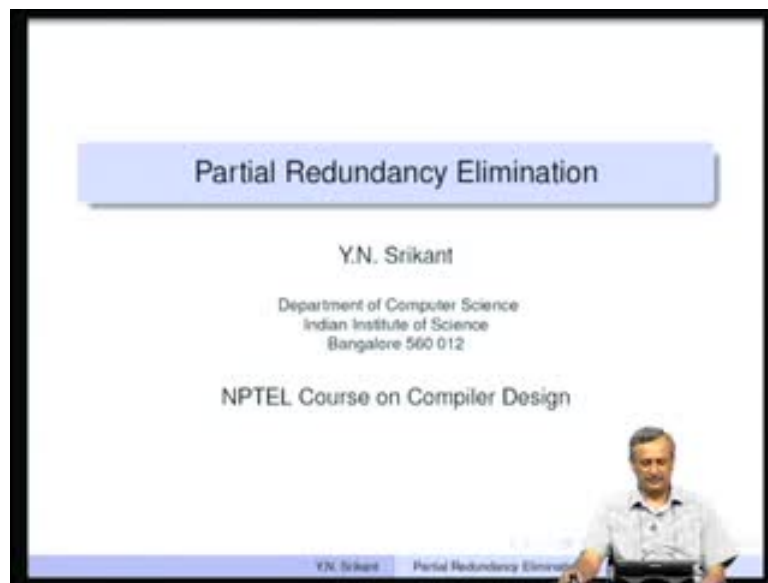 Partial Redundancy Elimination
Y.N. Srikant
Department of Computer Science
Indian Institute of Science
Bangalore 560 012
NPTEL Course on Compiler Design
Y.N. Srikant Partial Redundancy